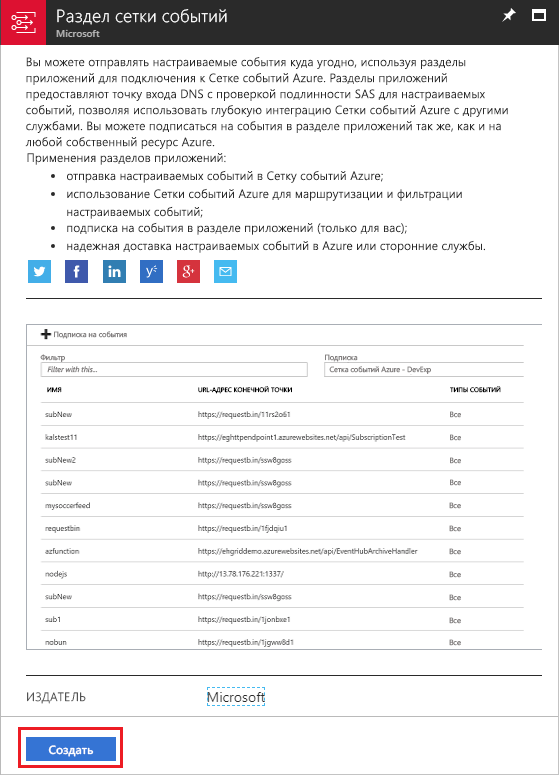 Раздел сетки событий
Microsoft
Вы можете отправлять настраиваемые события куда угодно, используя разделы
приложений для подключения к Сетке событий Azure. Разделы приложений
предоставляют точку входа DNS с проверкой подлинности SAS для настраиваемых
событий, позволяя использовать глубокую интеграцию Сетки событий Azure с другими
службами. Вы можете подписаться на события в разделе приложений так же, как и на
любой собственный ресурс Azure.
Применения разделов приложений:
• отправка настраиваемых событий в Сетку событий Azure;
• использование Сетки событий Azure для маршрутизации и фильтрации
настраиваемых событий;
• подписка на события в разделе приложений (только для вас);
• надежная доставка настраиваемых событий в Azure или сторонние службы.
Подписка на события
Фильтр Подписка
Filter with this... Сетка событий Azure - DevExp
ИМЯ URL-АДРЕС КОНЕЧНОЙ ТОЧКИ ТИПЫ СОБЫТИЙ
subNew https://requestb.in/11rs2o61 Все
kalstest11 https://eghttpendpoint1.azurewebsites.net/api/SubscriptionTest Все
subNew2 https://requestb.in/ssw8goss Все
subNew https://requestb.in/ssw8goss Все
mysoccerfeed https://requestb.in/ssw8goss Все
requestbin https://requestb.in/1fjdqiu1 Все
azfunction https://ehgriddemo.azurewebsites.net/api/EventHubArchiveHandler Все
nodejs http://13.78.176.221:1337/ Все
subNew https://requestb.in/ssw8goss Все
sub1 https://requestb.in/1jonbxe1 Все
nobun https://requestb.in/1jgww8d1 Все
ИЗДАТЕЛЬ Microsoft
Создать